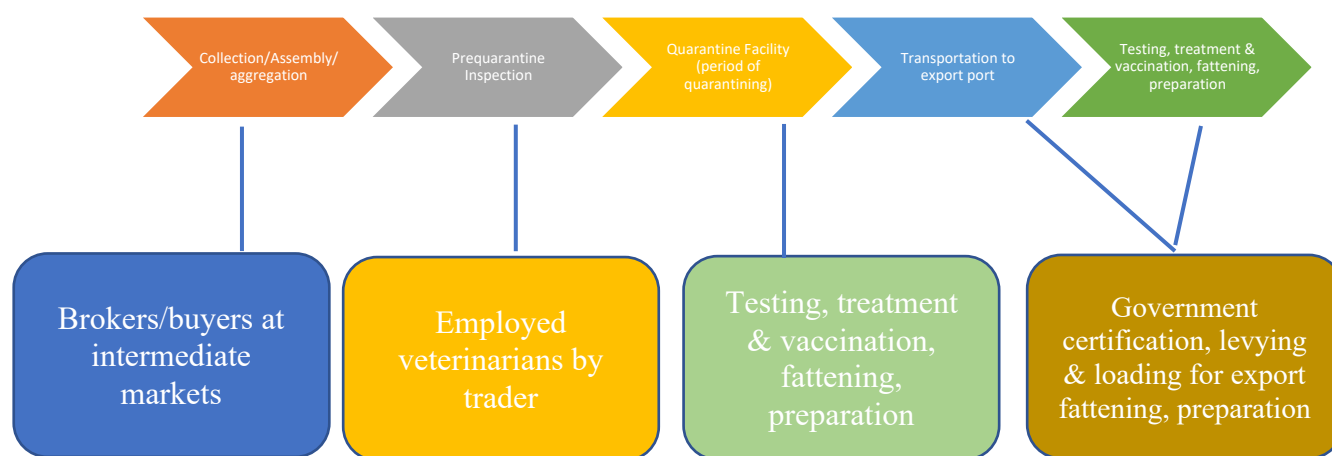 Collection/Assembly/
aggregation
Prequarantine
Inspection
Quarantine Facility
(period of
quarantining)
Transportation to
export port
Testing, treatment &
vaccination, fattening,
preparation
Brokers/buyers at
intermediate
markets
Employed
veterinarians by
trader
Testing, treatment
& vaccination,
fattening,
preparation
Government
certification, levying
& loading for export
fattening, preparation